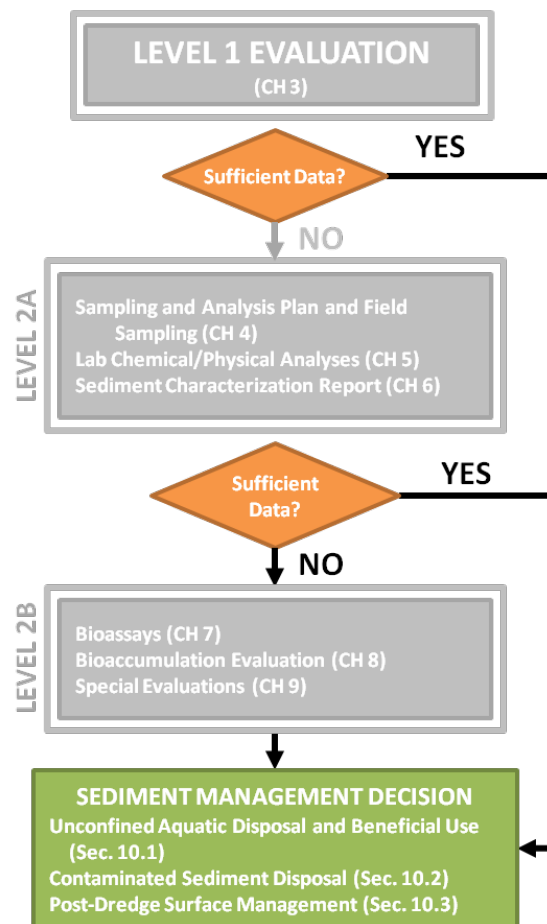 LEVEL 1 EVALUATION
(CH 3)
Sufficient Data?
YES
NO
LEVEL 2A
Sampling and Analysis Plan and Field
Sampling (CH 4)
Lab Chemical/Physical Analyses (CH 5)
Sediment Characterization Report (CH 6)
Sufficient
Data?
YES
NO
LEVEL 2B
Bioassays (CH 7)
Bioaccumulation Evaluation (CH 8)
Special Evaluations (CH 9)
SEDIMENT MANAGEMENT DECISION
Unconfined Aquatic Disposal and Beneficial Use
(Sec. 10.1)
Contaminated Sediment Disposal (Sec. 10.2)
Post-Dredge Surface Management (Sec. 10.3)